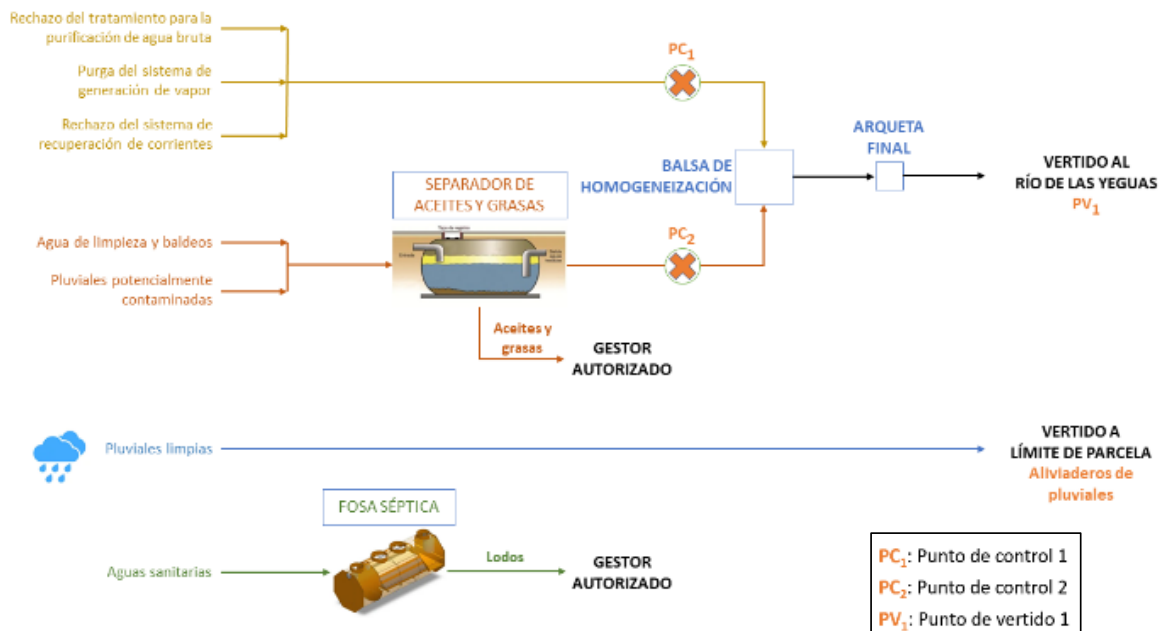 Rechazo del tratamiento para la
purificación de agua bruta
Purga del sistema de
generación de vapor
Rechazo del sistema de
recuperación de corrientes
PC1
BALSA DE
HOMOGENEIZACIÓN
ARQUETA
FINAL
VERTIDO AL
RÍO DE LAS YEGUAS
PV1
SEPARADOR DE
ACEITES Y GRASAS
Agua de limpieza y baldeos
Pluviales potencialmente
contaminadas
PC2
Aceites y
grasas
GESTOR
AUTORIZADO
Pluviales limpias
VERTIDO A
LÍMITE DE PARCELA
Aliviaderos de
pluviales
FOSA SÉPTICA
Aguas sanitarias
Lodos
GESTOR
AUTORIZADO
PC1: Punto de control 1
PC2: Punto de control 2
PV1: Punto de vertido 1